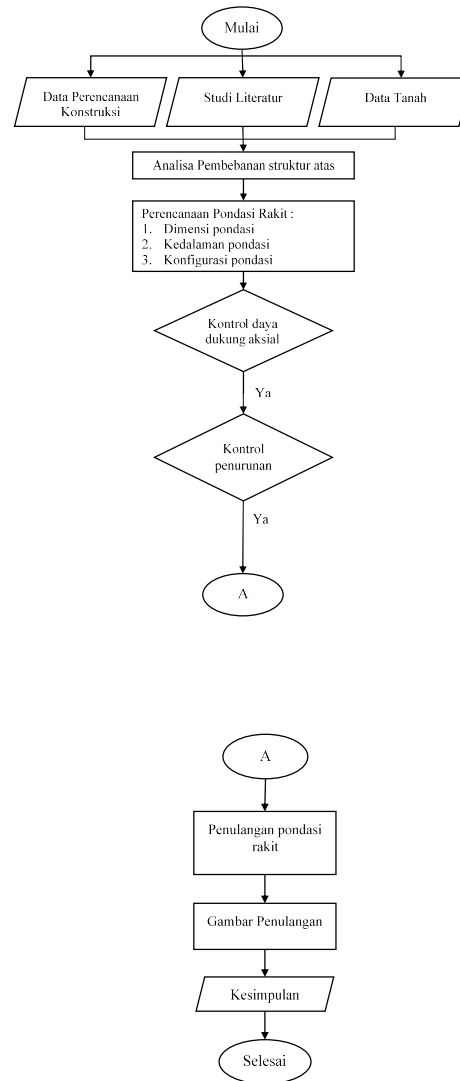 Mulai
Data Perencanaan
Konstruksi
Studi Literatur
Data Tanah
Analisa Pembebanan struktur atas
Perencanaan Pondasi Rakit :
1. Dimensi pondasi
2. Kedalaman pondasi
3. Konfigurasi pondasi
Kontrol daya
dukung aksial
Ya
Kontrol
penurunan
Ya
A
A
Penulangan pondasi
rakit
Gambar Penulangan
Kesimpulan
Selesai